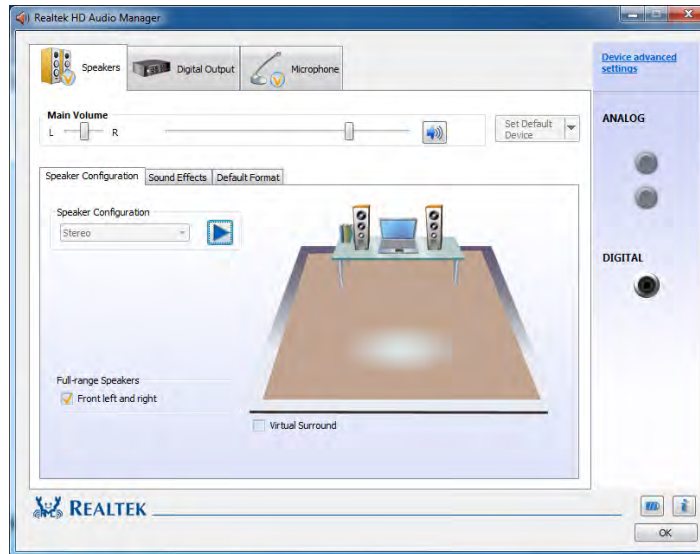 Realtek HD Audio Manager
Speakers
Digital Output
Microphone
Device advanced
settings
Main Volume
L
R
Set Default
Device
ANALOG
Speaker Configuration
Sound Effects
Default Format
Speaker Configuration
Stereo
DIGITAL
Full-range Speakers
Front left and right
Virtual Surround
REALTEK
i
OK